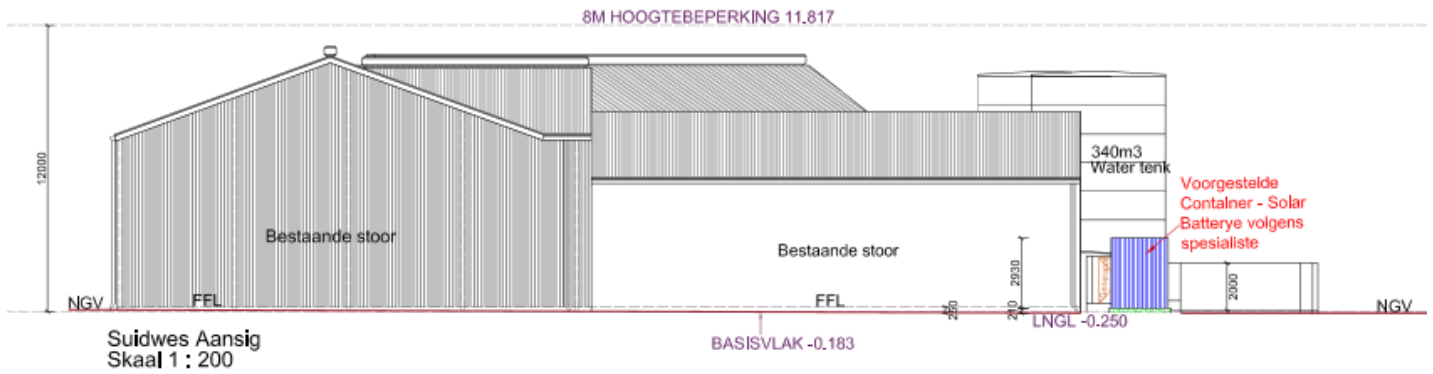 8M HOOGTEBEPERKING 11.817
12000
340m3
Water tenk
Voorgestelde
Container - Solar
Batterye volgens
spesialiste
Bestaande stoor
Bestaande stoor
2930
2000
NGV
FFL
FFL
250
210
NGV
LNGL -0.250
BASISVLAK -0.183
Suidwes Aansig
Skaal 1 : 200